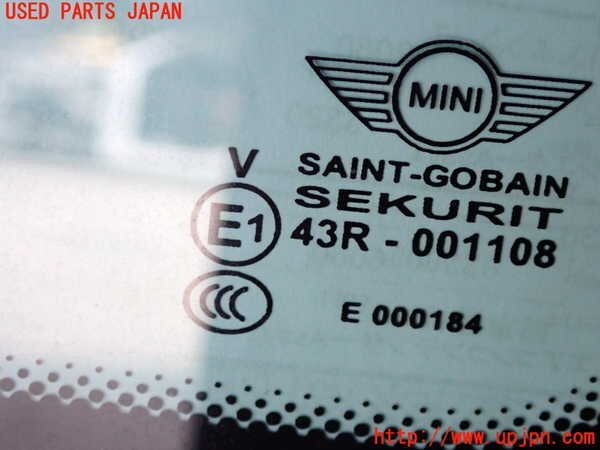 USED PARTS JAPAN
MINI
V
SAINT-GOBAIN
SEKURIT
E1 43R - 001108
CCC
E 000184
http://www.upjpn.com